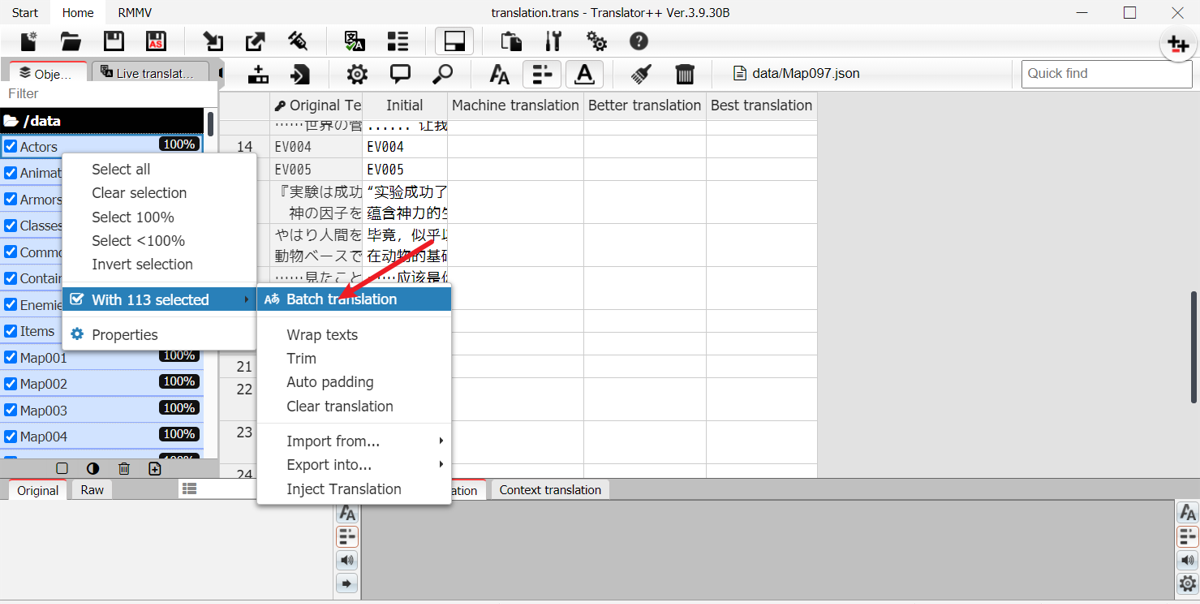 Start Home RMMV translation.trans - Translator++ Ver.3.9.30B
AS
Obje... Live translat... data/Map097.json Quick find
Filter
Original Te Initial Machine translation Better translation Best translation
/data
……世界の管 ...... 让我
Actors 100%
14 EV004 EV004
Animat
EV005 EV005
Armors
『実験は成功 “实验成功了
神の因子を 蕴含神力的生
Classes
やはり人間を 毕竟，似乎以
Commo
動物ベースで 在动物的基础
Contain
……見たこと ……应该是你
Enemie
Items
Select all
Clear selection
Select 100%
Select <100%
Invert selection
With 113 selected
Properties
Batch translation
Wrap texts
Trim
Auto padding
Clear translation
Import from...
Export into...
Inject Translation
Map001 100%
21
Map002 100%
22
Map003 100%
Map004 100%
23
100%
24
Original Raw ation Context translation